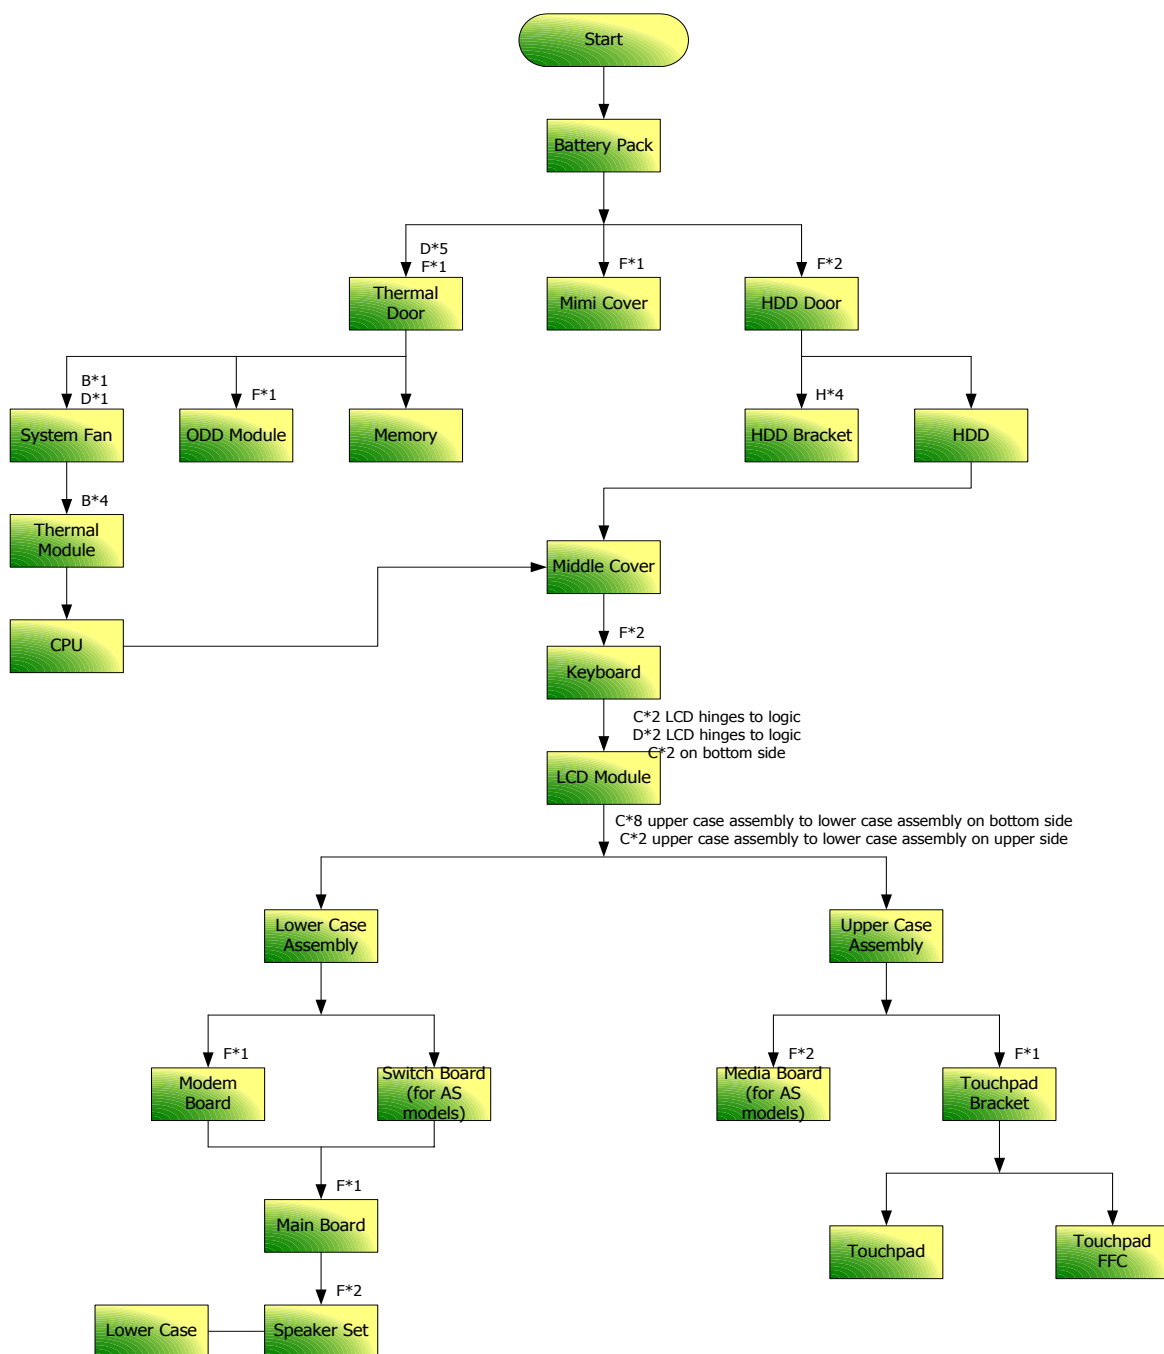 Start
Battery Pack
D*5
F*1
F*1
F*2
Thermal
Door
Mimi Cover
HDD Door
B*1
D*1
F*1
H*4
System Fan
ODD Module
Memory
HDD Bracket
HDD
B*4
Thermal
Module
Middle Cover
CPU
F*2
Keyboard
C*2 LCD hinges to logic
D*2 LCD hinges to logic
C*2 on bottom side
LCD Module
C*8 upper case assembly to lower case assembly on bottom side
C*2 upper case assembly to lower case assembly on upper side
Lower Case
Assembly
Upper Case
Assembly
F*1
F*2
F*1
Modem
Board
Switch Board
(for AS
models)
Media Board
(for AS
models)
Touchpad
Bracket
F*1
Main Board
Touchpad
Touchpad
FFC
F*2
Lower Case
Speaker Set